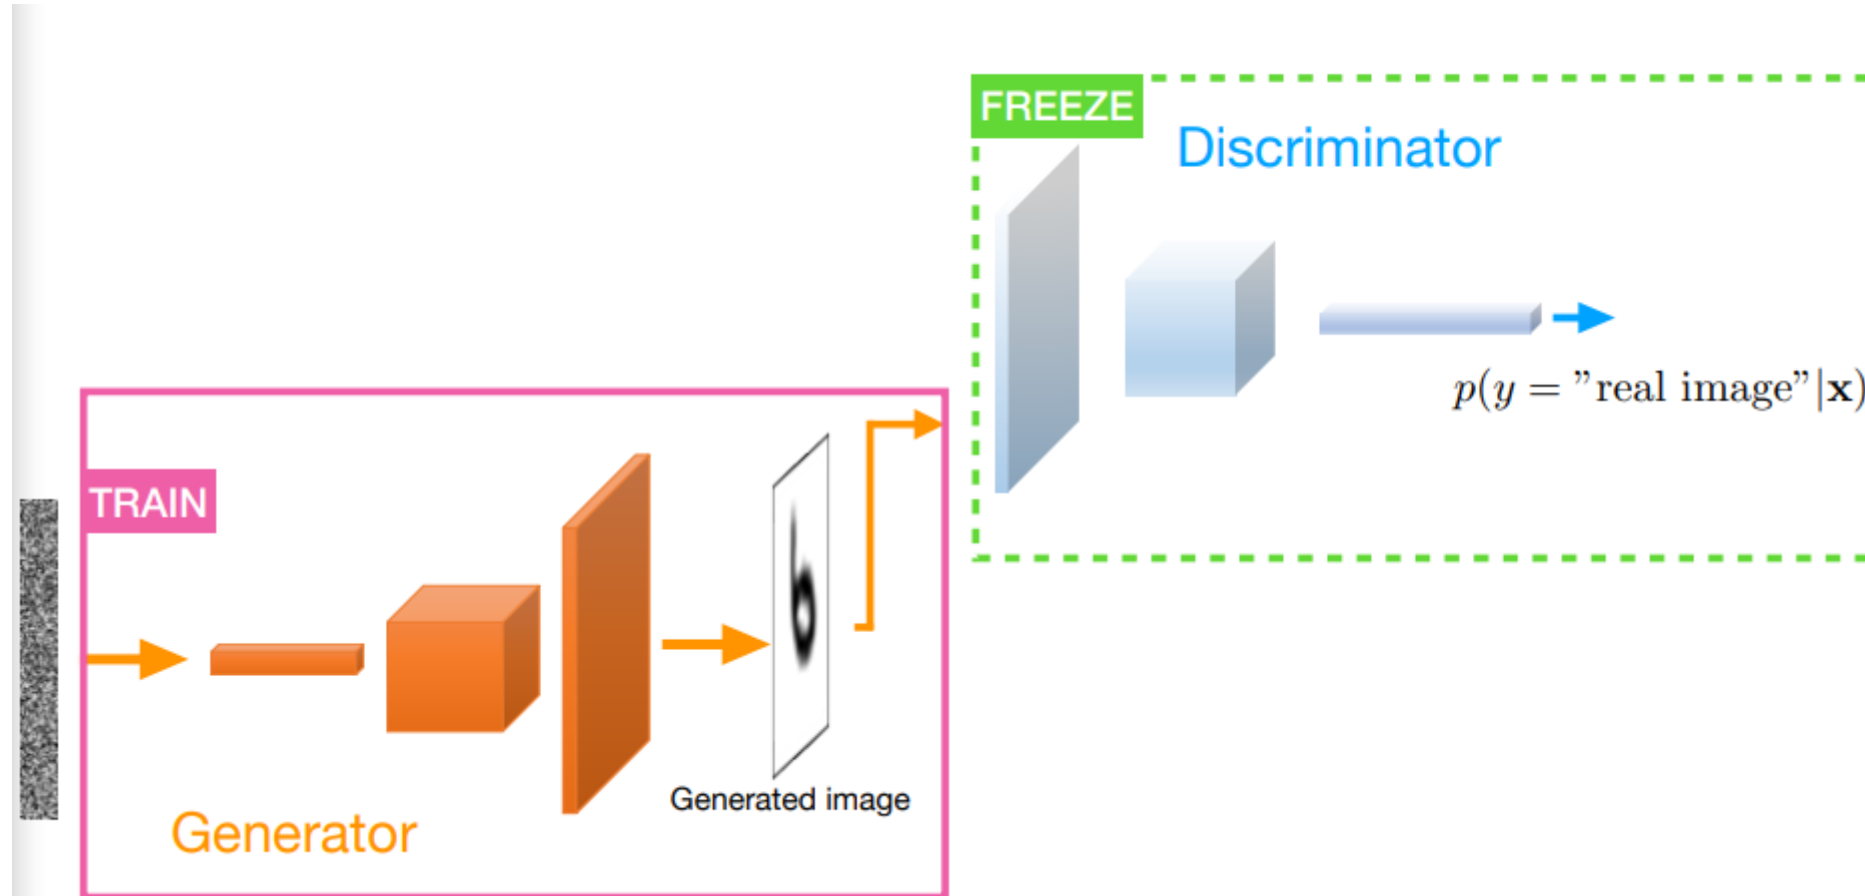 FREEZE
Discriminator
p(y = "real image"|x)
TRAIN
Generated image
Generator